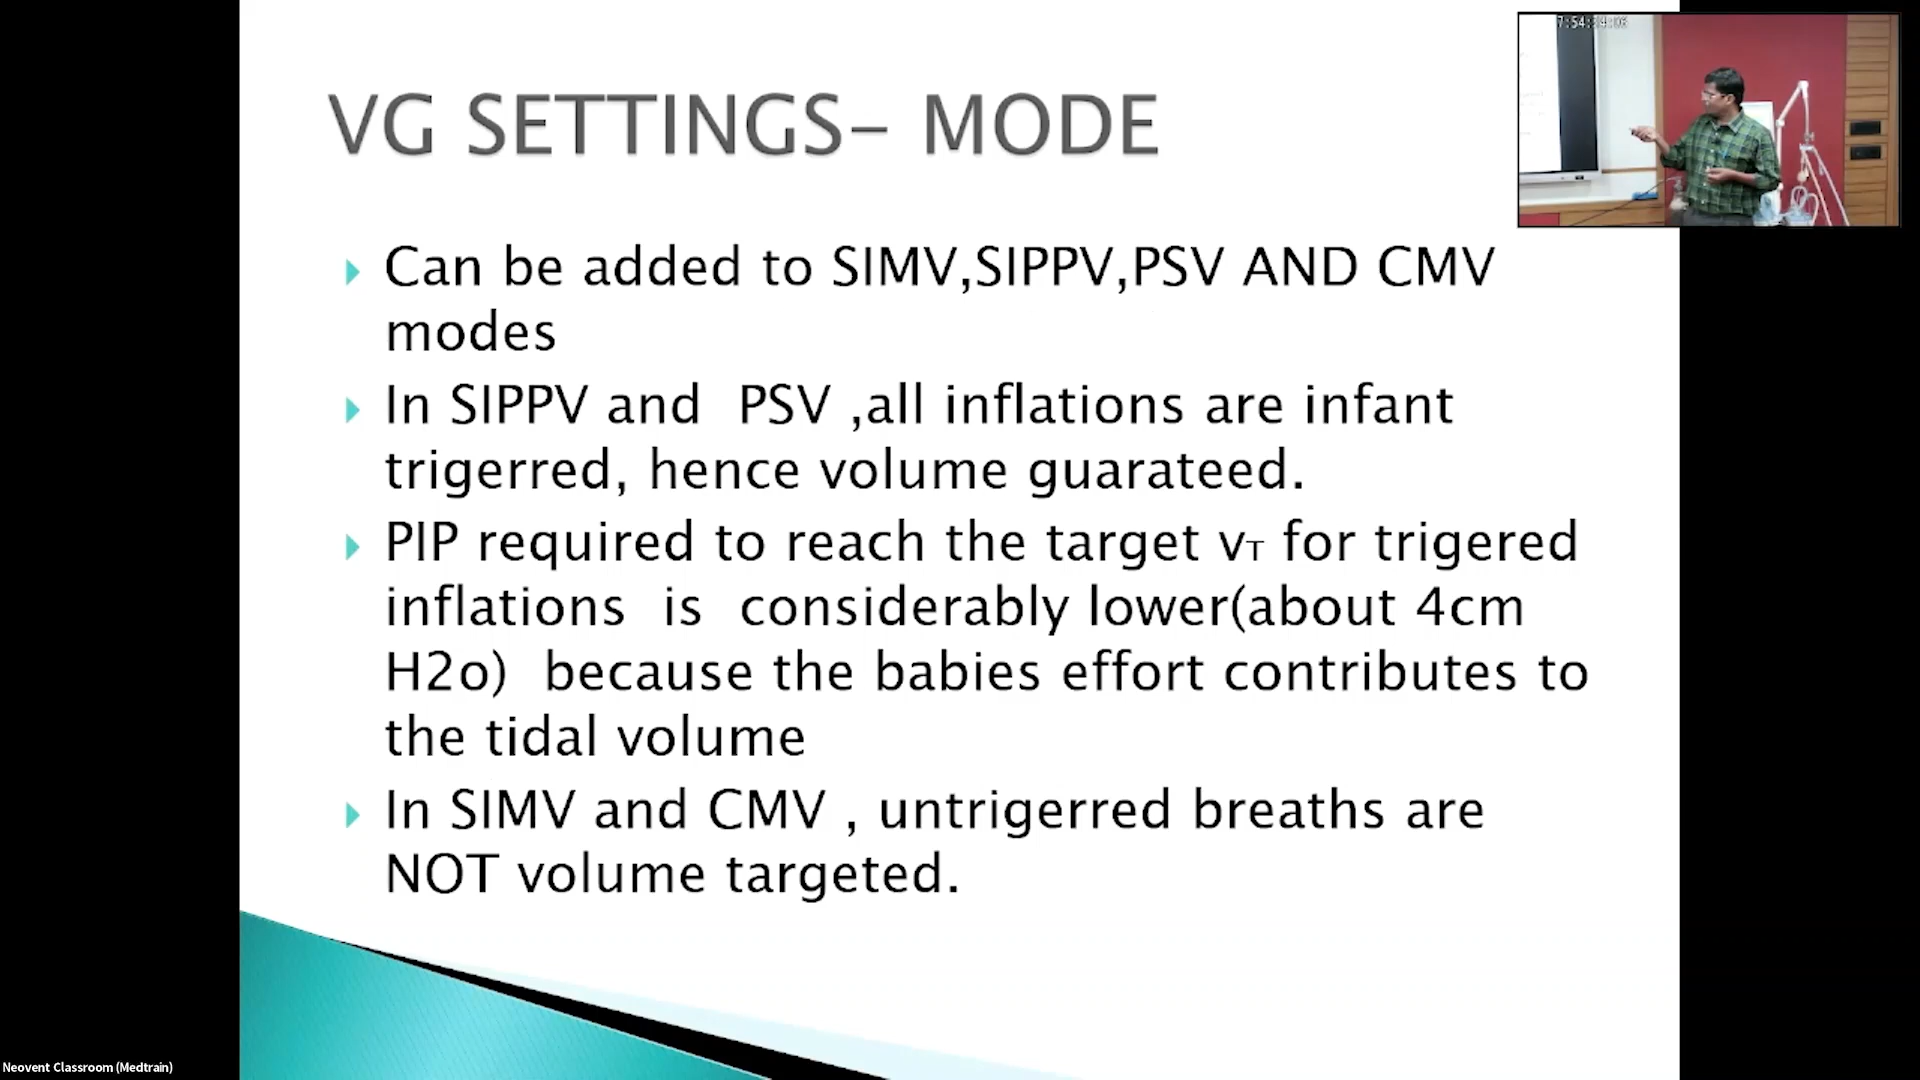 VG SETTINGS– MODE
Can be added to SIMV,SIPPV,PSV AND CMV
modes
In SIPPV and PSV ,all inflations are infant
trigerred, hence volume guarateed.
PIP required to reach the target vT for trigered
inflations is considerably lower(about 4cm
H2o) because the babies effort contributes to
the tidal volume
In SIMV and CMV , untrigerred breaths are
NOT volume targeted.
Neovent Classroom (Medtrain)